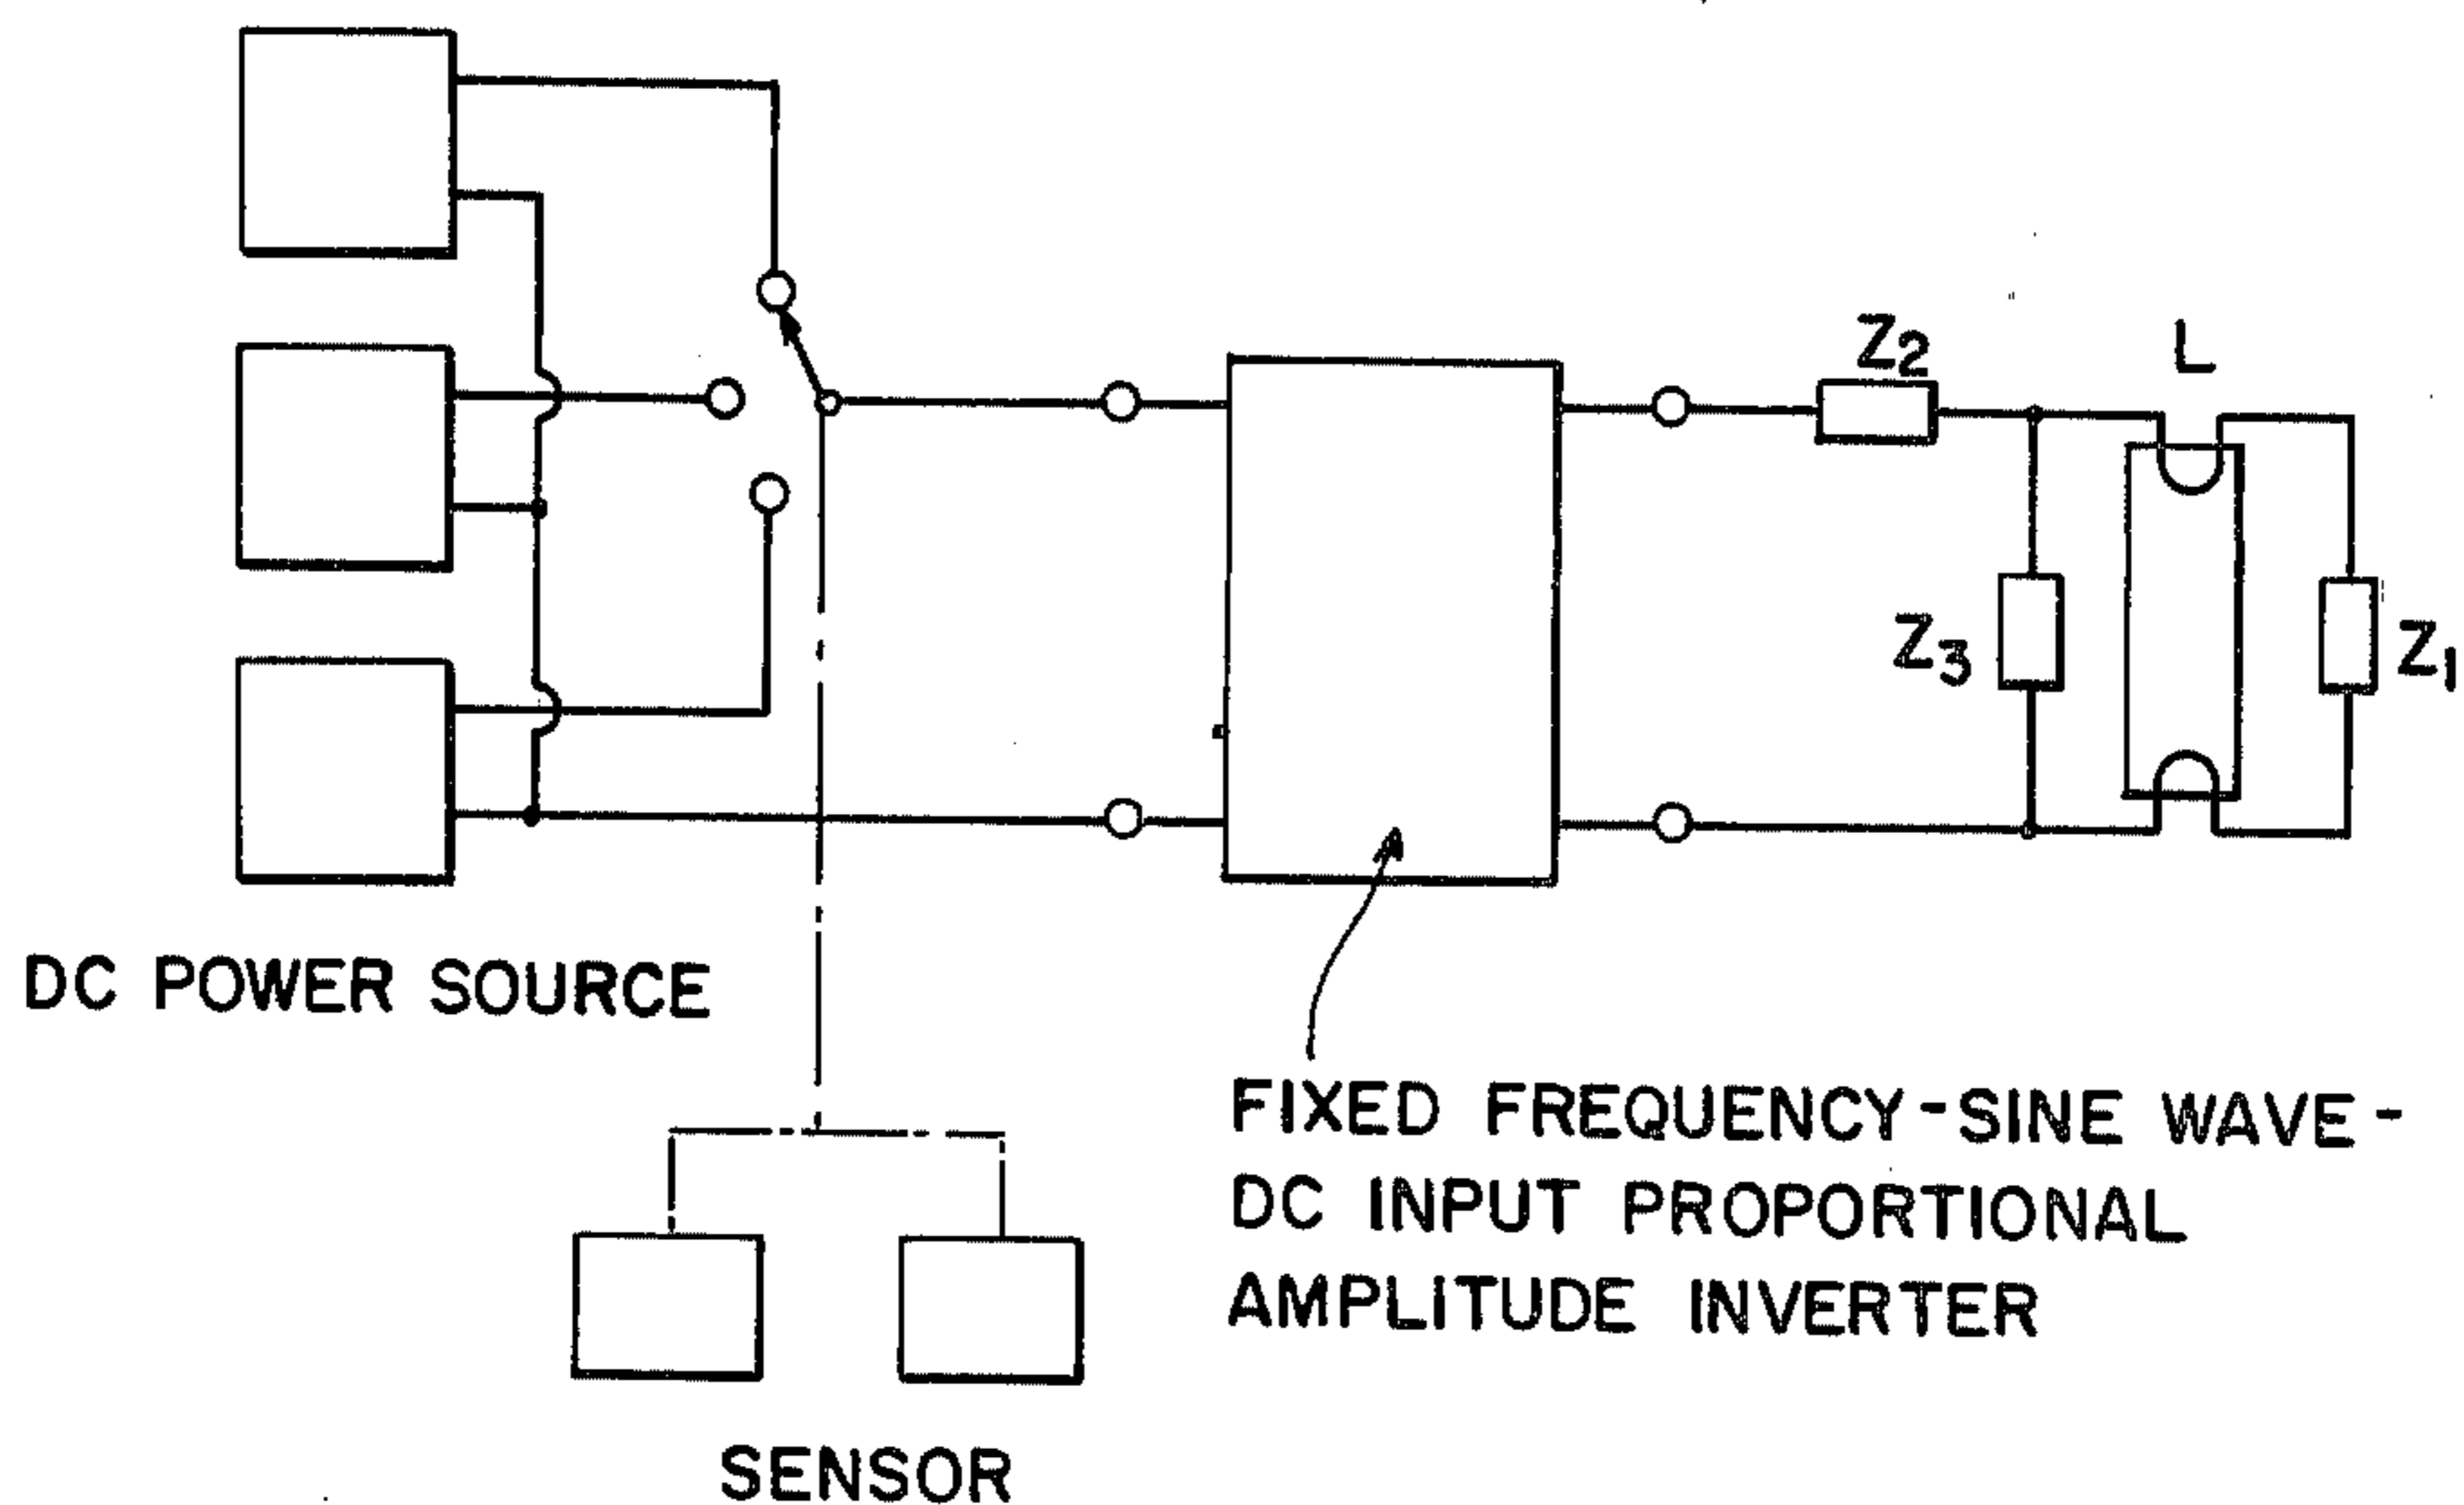 Z2
L
Z3
Z1
DC POWER SOURCE
FIXED FREQUENCY-SINE WAVE-
DC INPUT PROPORTIONAL
AMPLITUDE INVERTER
SENSOR